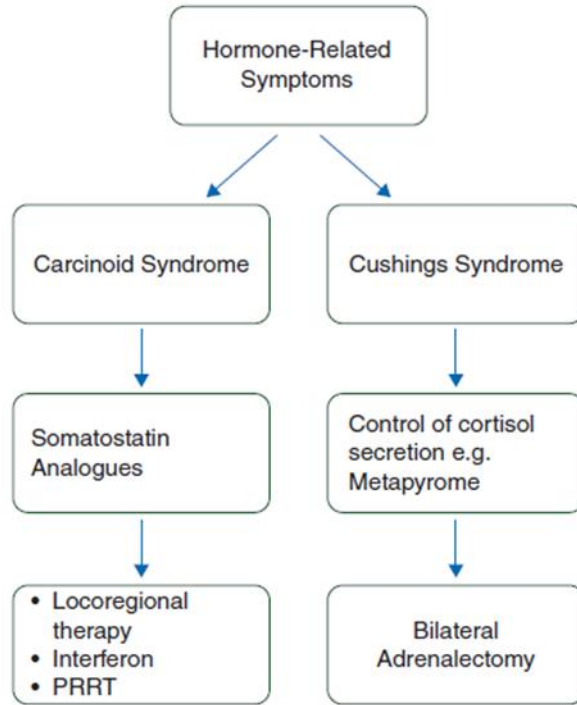 Hormone-Related
Symptoms
Carcinoid Syndrome
Cushings Syndrome
Somatostatin
Analogues
Control of cortisol
secretion e.g.
Metapyrome
• Locoregional
therapy
• Interferon
• PRRT
Bilateral
Adrenalectomy